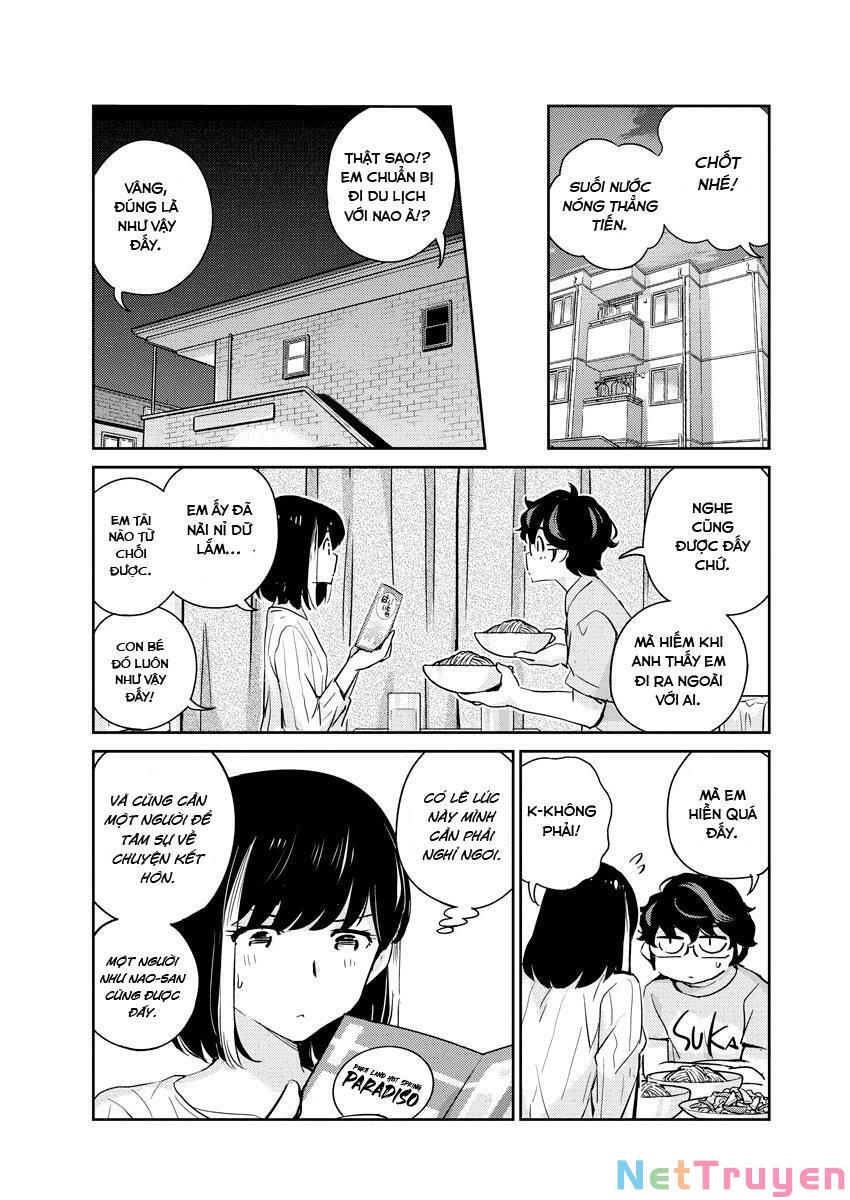 CHỐT
NHÉ!
SUỐI NƯỚC
NÓNG THẲNG
TIẾN.
THẬT SAO!?
EM CHUẨN BỊ
ĐI DU LỊCH
VỚI NAO À!?
VÂNG,
ĐÚNG LÀ
NHƯ VẬY
ĐẤY.
NGHE
CŨNG
ĐƯỢC ĐẤY
CHỨ.
MÀ HIẾM KHI
ANH THẤY EM
ĐI RA NGOÀI
VỚI AI.
EM ẤY ĐÃ
NÀI NỈ DỮ
LẮM...
EM TÀI
NÀO TỪ
CHỐI
ĐƯỢC.
CON BÉ
ĐÓ LUÔN
NHƯ VẬY
ĐẤY!
MÀ EM
HIỀN QUÁ
ĐẤY.
K-KHÔNG
PHẢI!
SUKA
CÓ LẼ LÚC
NÀY MÌNH
CẦN PHẢI
NGHỈ NGƠI.
VÀ CŨNG CẦN
MỘT NGƯỜI ĐỂ
TÂM SỰ VỀ
CHUYỆN KẾT
HÔN.
MỘT NGƯỜI
NHƯ NAO-SAN
CŨNG ĐƯỢC
ĐẤY.
LAND HOT SPRING
PARADISO
NetTruyen